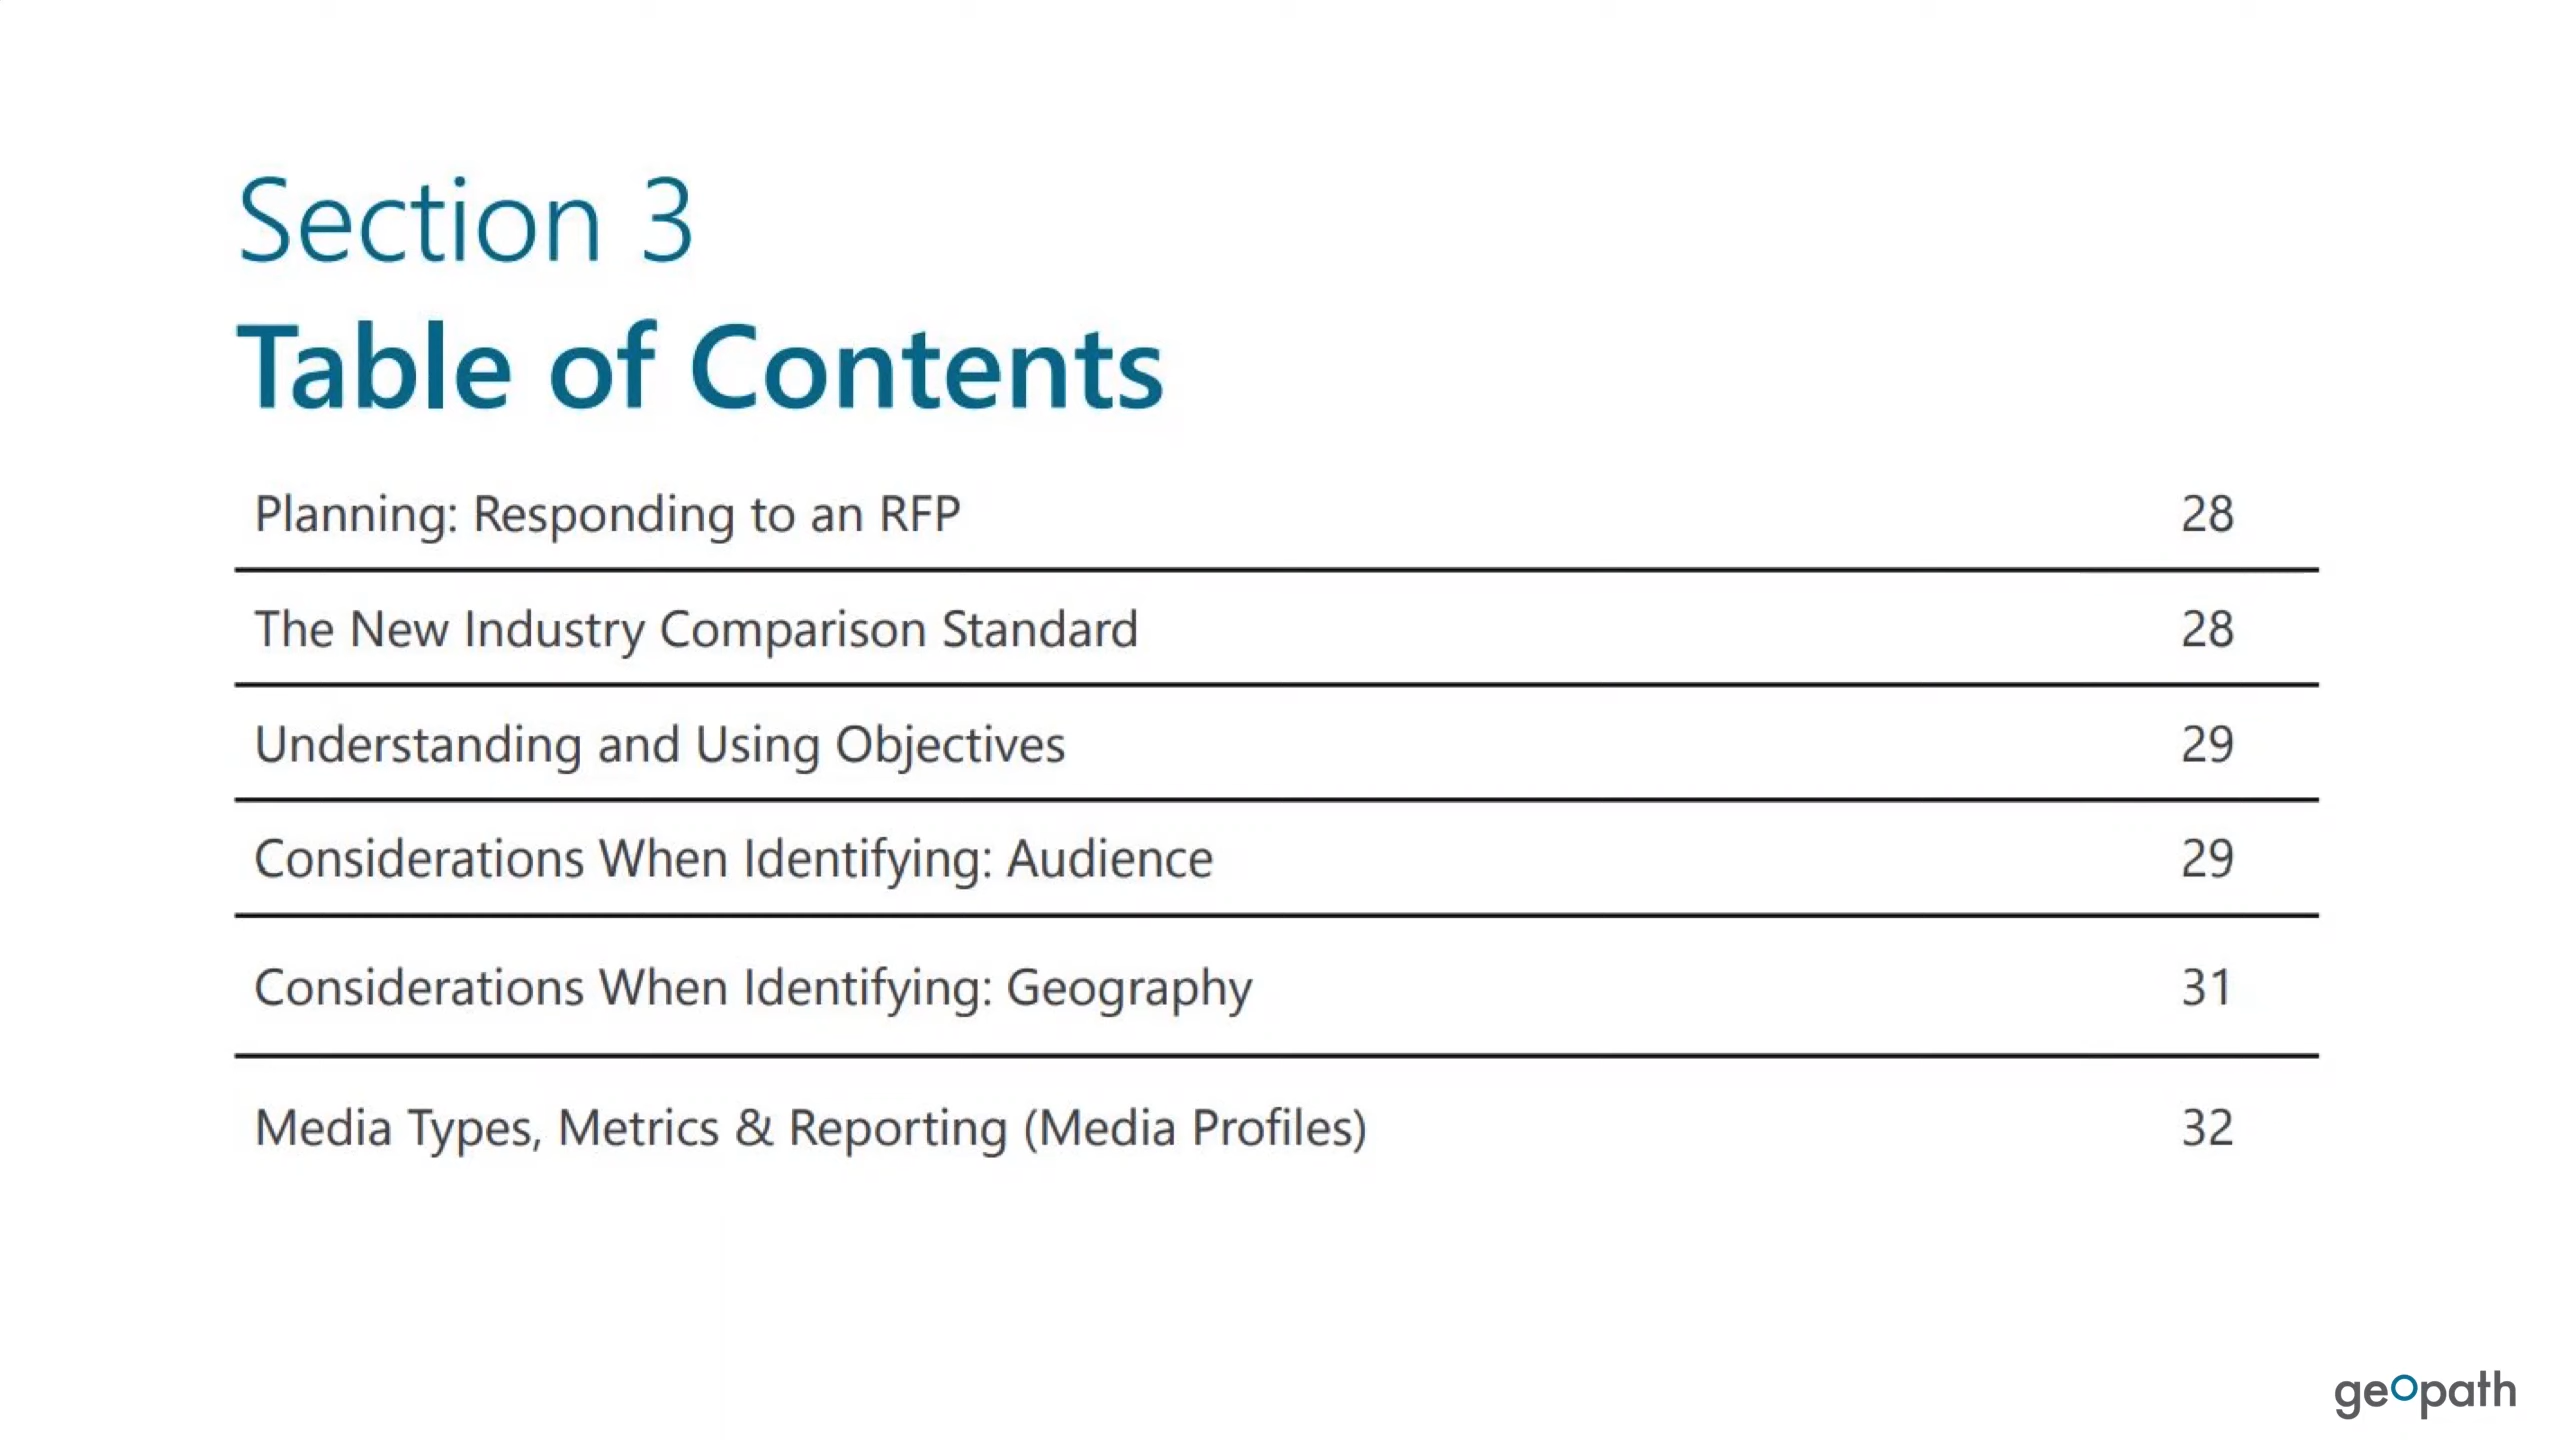 Section 3
Table of Contents
Planning: Responding to an RFP 28
The New Industry Comparison Standard 28
Understanding and Using Objectives 29
Considerations When Identifying: Audience 29
Considerations When Identifying: Geography 31
Media Types, Metrics & Reporting (Media Profiles) 32
geopath